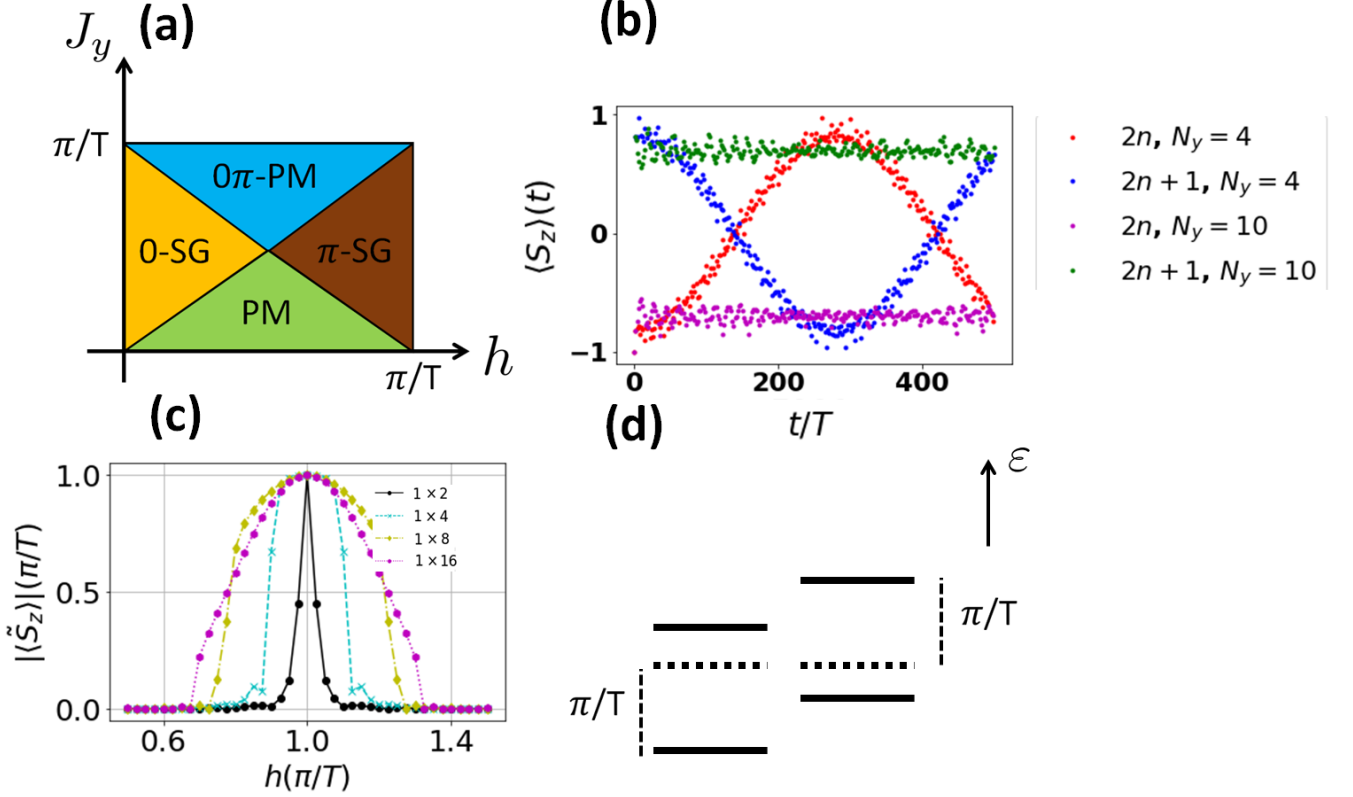 (a)
J_y
π/T
0π-PM
0-SG
π-SG
PM
h
π/T
(b)
⟨S_z⟩(t)
1
0
−1
0
200
400
t/T
2n, N_y = 4
2n + 1, N_y = 4
2n, N_y = 10
2n + 1, N_y = 10
(c)
|⟨S̃_z⟩|(π/T)
1.0
0.5
0.0
0.6
1.0
1.4
h(π/T)
1 × 2
1 × 4
1 × 8
1 × 16
(d)
ε
π/T
π/T